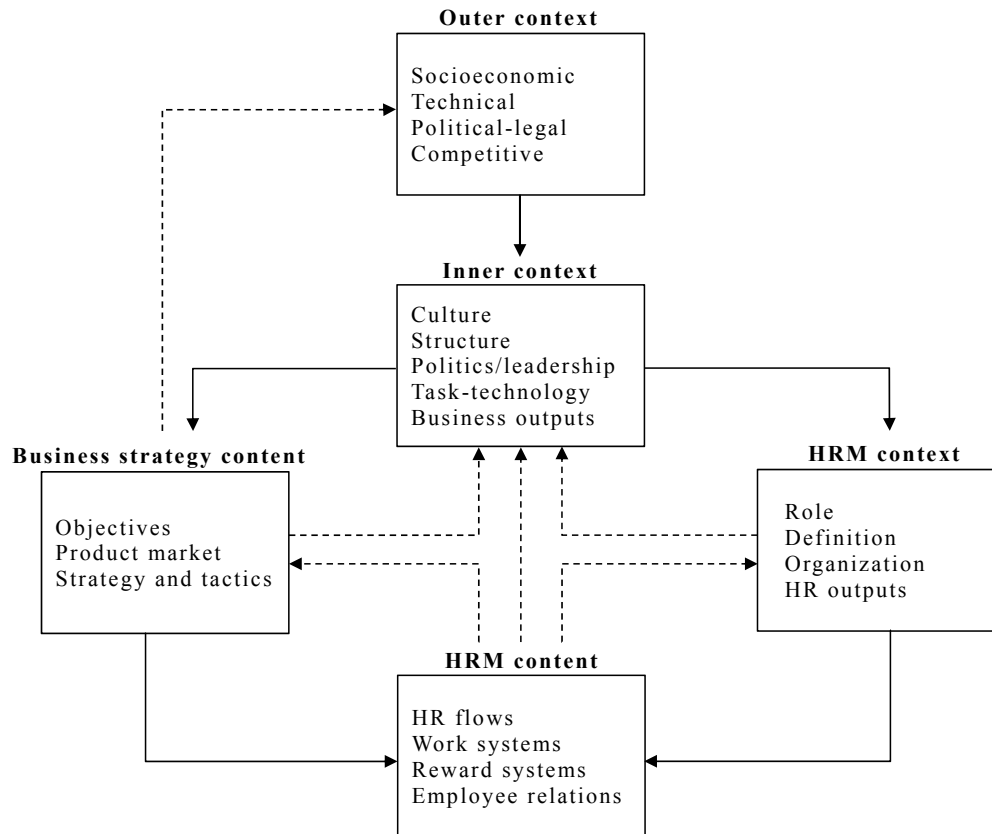 Outer context
Socioeconomic
Technical
Political-legal
Competitive
Inner context
Culture
Structure
Politics/leadership
Task-technology
Business outputs
Business strategy content
Objectives
Product market
Strategy and tactics
HRM context
Role
Definition
Organization
HR outputs
HRM content
HR flows
Work systems
Reward systems
Employee relations